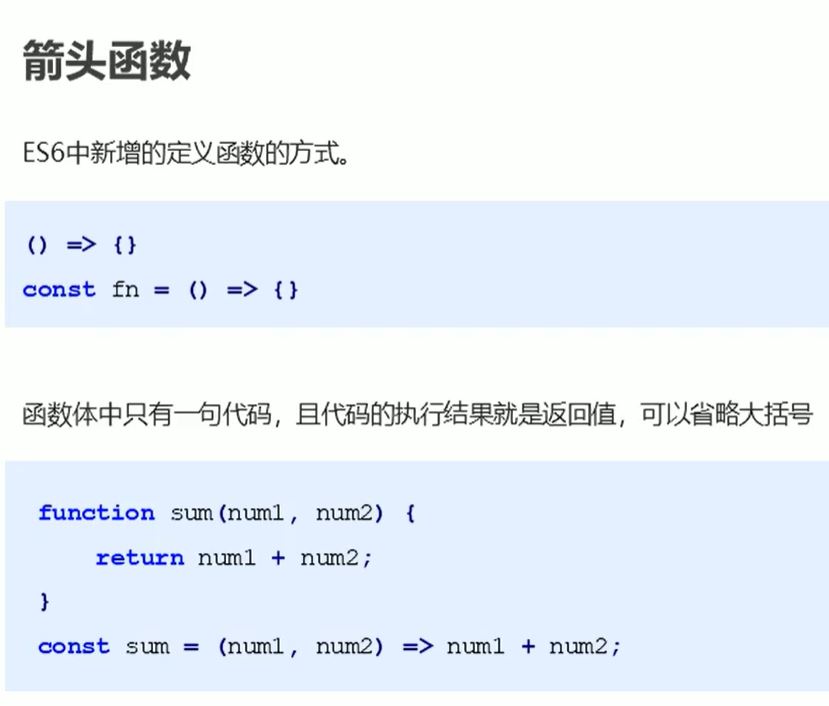 箭头函数
ES6中新增的定义函数的方式。
() => {}
const fn = () => {}
函数体中只有一句代码，且代码的执行结果就是返回值，可以省略大括号
function sum(num1, num2) {
    return num1 + num2;
}
const sum = (num1, num2) => num1 + num2;